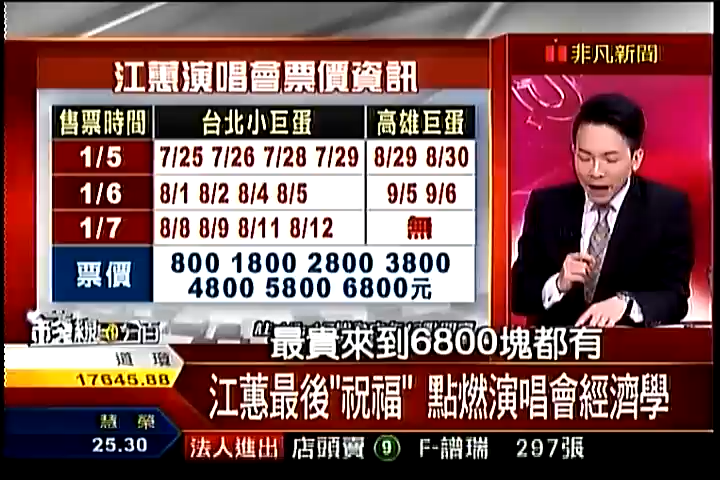 江蕙演唱會票價資訊
非凡新聞
售票時間 台北小巨蛋 高雄巨蛋
1/5 7/25 7/26 7/28 7/29 8/29 8/30
1/6 8/1 8/2 8/4 8/5 9/5 9/6
1/7 8/8 8/9 8/11 8/12 無
票價 800 1800 2800 3800
4800 5800 6800元
最貴來到6800塊都有
道瓊
17645.88
江蕙最後"祝福" 點燃演唱會經濟學
慧榮
25.30
法人進出 店頭賣 9 F-譜瑞 297張